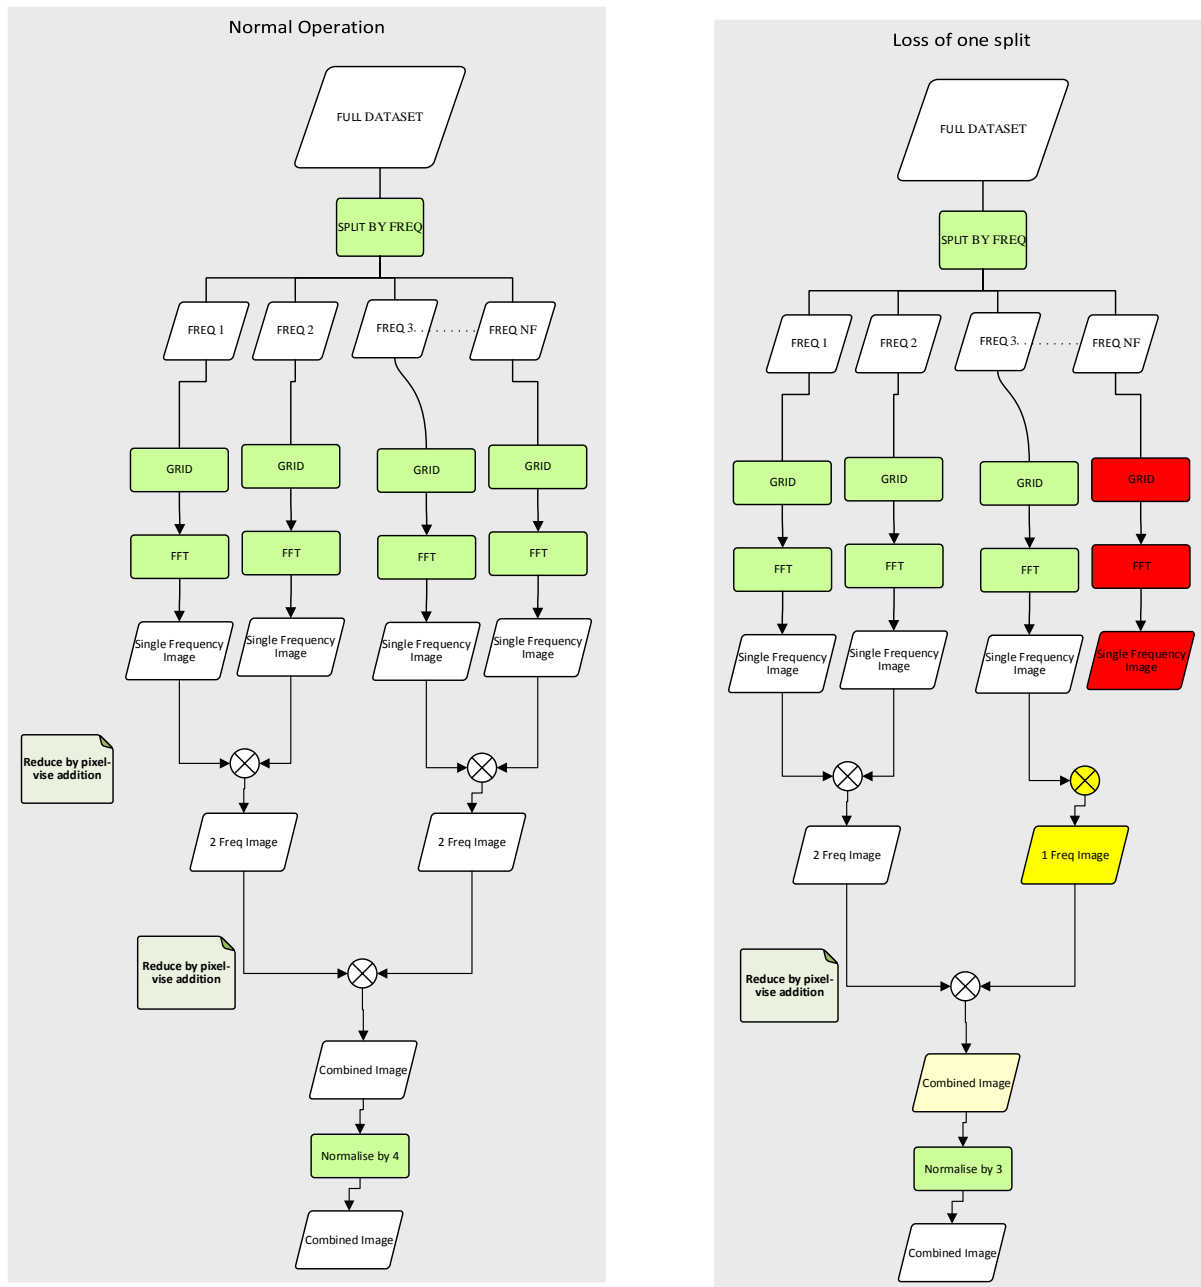 Normal Operation
FULL DATASET
SPLIT BY FREQ
FREQ 1
FREQ 2
FREQ 3. . . . . . . . .
FREQ NF
GRID
GRID
GRID
GRID
FFT
FFT
FFT
FFT
Single Frequency
Image
Single Frequency
Image
Single Frequency
Image
Single Frequency
Image
Reduce by pixel-
vise addition
2 Freq Image
2 Freq Image
Reduce by pixel-
vise addition
Combined Image
Normalise by 4
Combined Image
Loss of one split
FULL DATASET
SPLIT BY FREQ
FREQ 1
FREQ 2
FREQ 3. . . . . . . . .
FREQ NF
GRID
GRID
GRID
GRID
FFT
FFT
FFT
FFT
Single Frequency
Image
Single Frequency
Image
Single Frequency
Image
Single Frequency
Image
2 Freq Image
1 Freq Image
Reduce by pixel-
vise addition
Combined Image
Normalise by 3
Combined Image